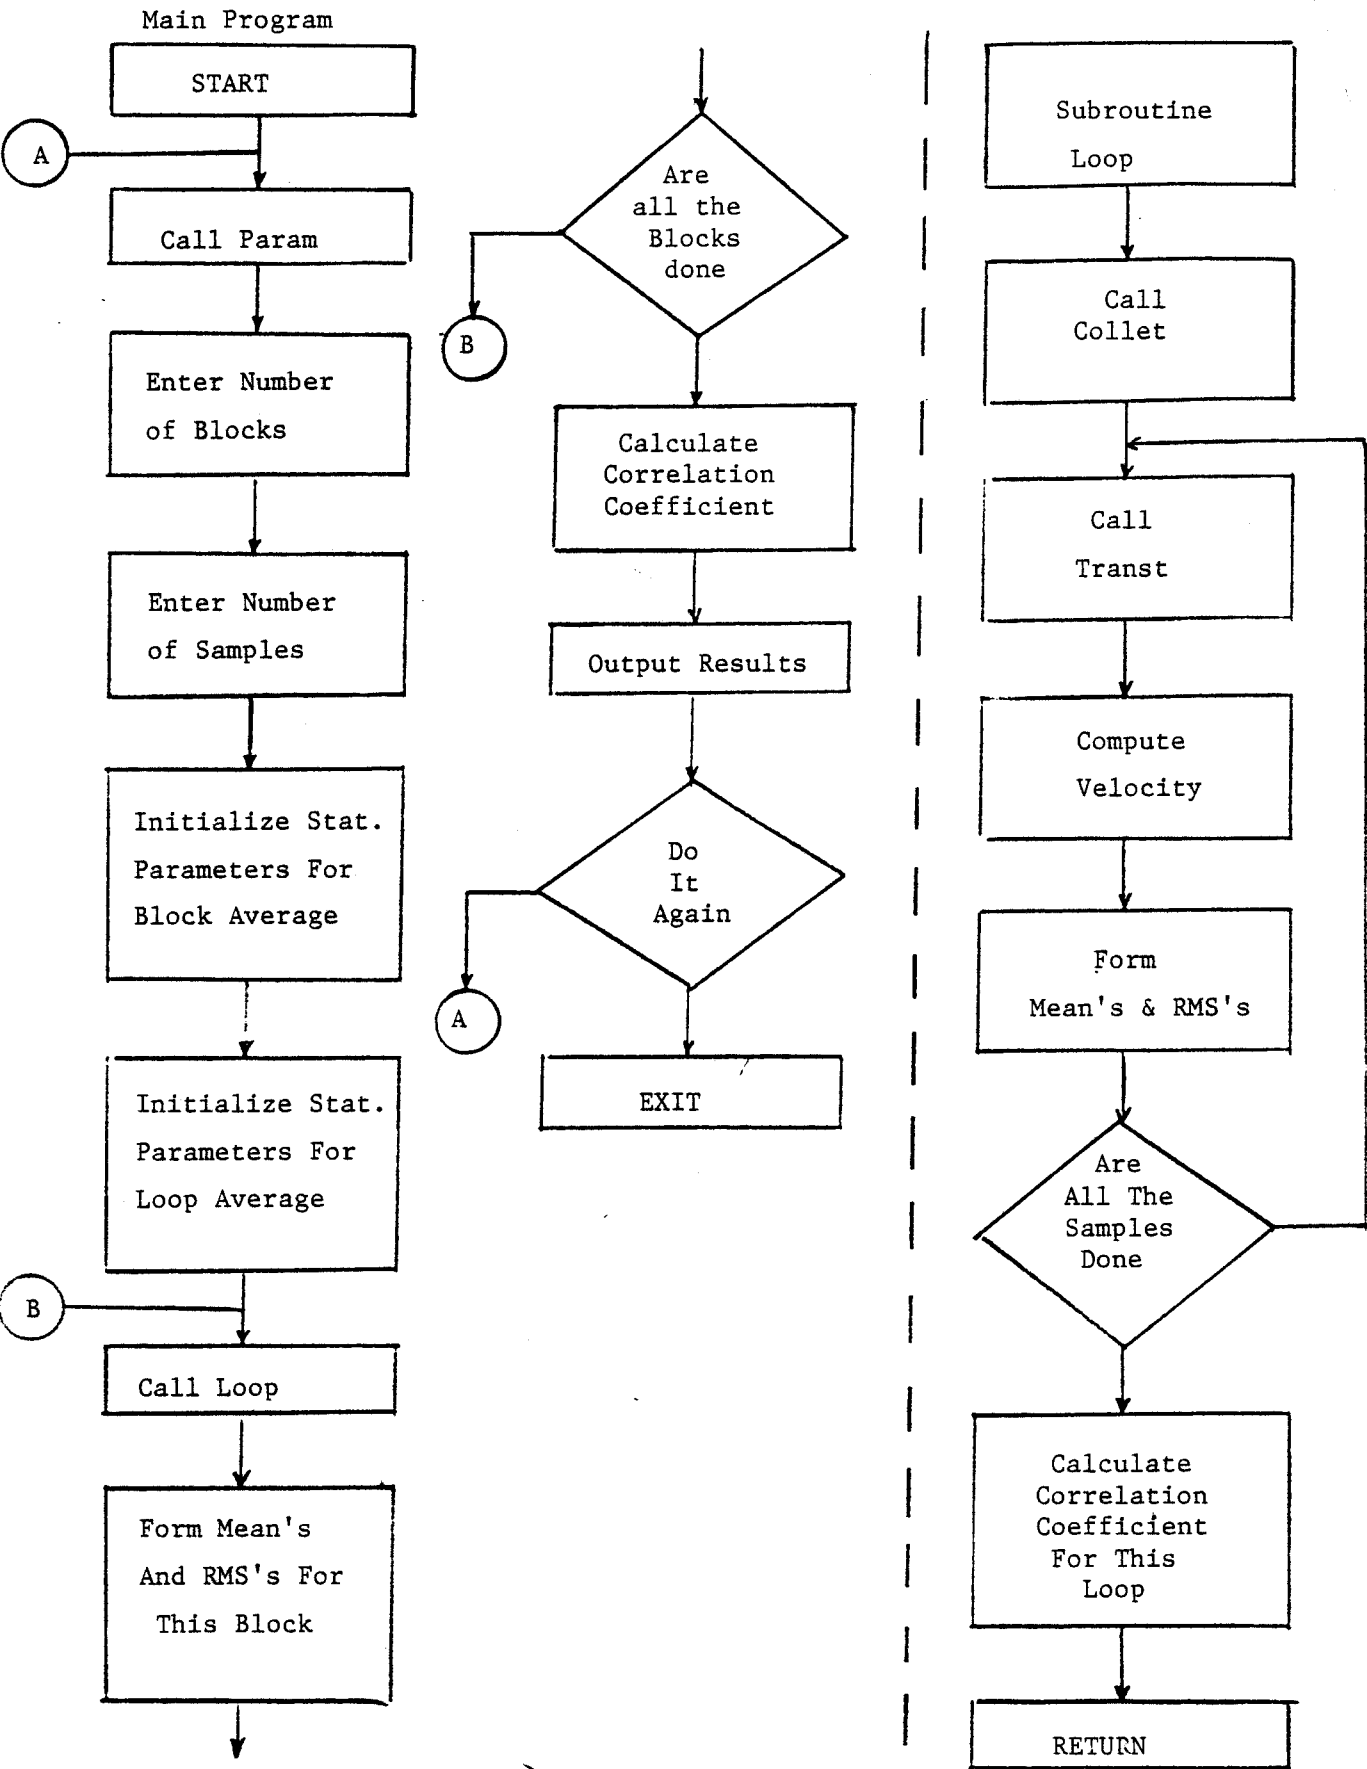 Main Program
START
A
Call Param
Enter Number
of Blocks
Enter Number
of Samples
Initialize Stat.
Parameters For
Block Average
Initialize Stat.
Parameters For
Loop Average
B
Call Loop
Form Mean's
And RMS's For
This Block
Are
all the
Blocks
done
B
Calculate
Correlation
Coefficient
Output Results
Do
It
Again
A
EXIT
Subroutine
Loop
Call
Collet
Call
Transt
Compute
Velocity
Form
Mean's & RMS's
Are
All The
Samples
Done
Calculate
Correlation
Coefficient
For This
Loop
RETURN